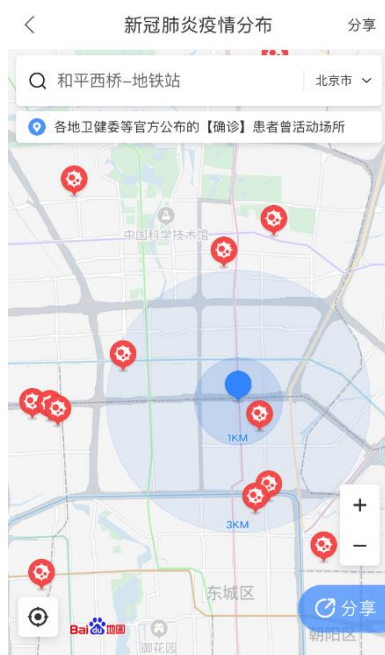 新冠肺炎疫情分布
分享
和平西桥–地铁站
北京市
各地卫健委等官方公布的【确诊】患者曾活动场所
中国科学技术馆
1KM
3KM
东城区
分享
朝阳区
Bai du 地图
御花园